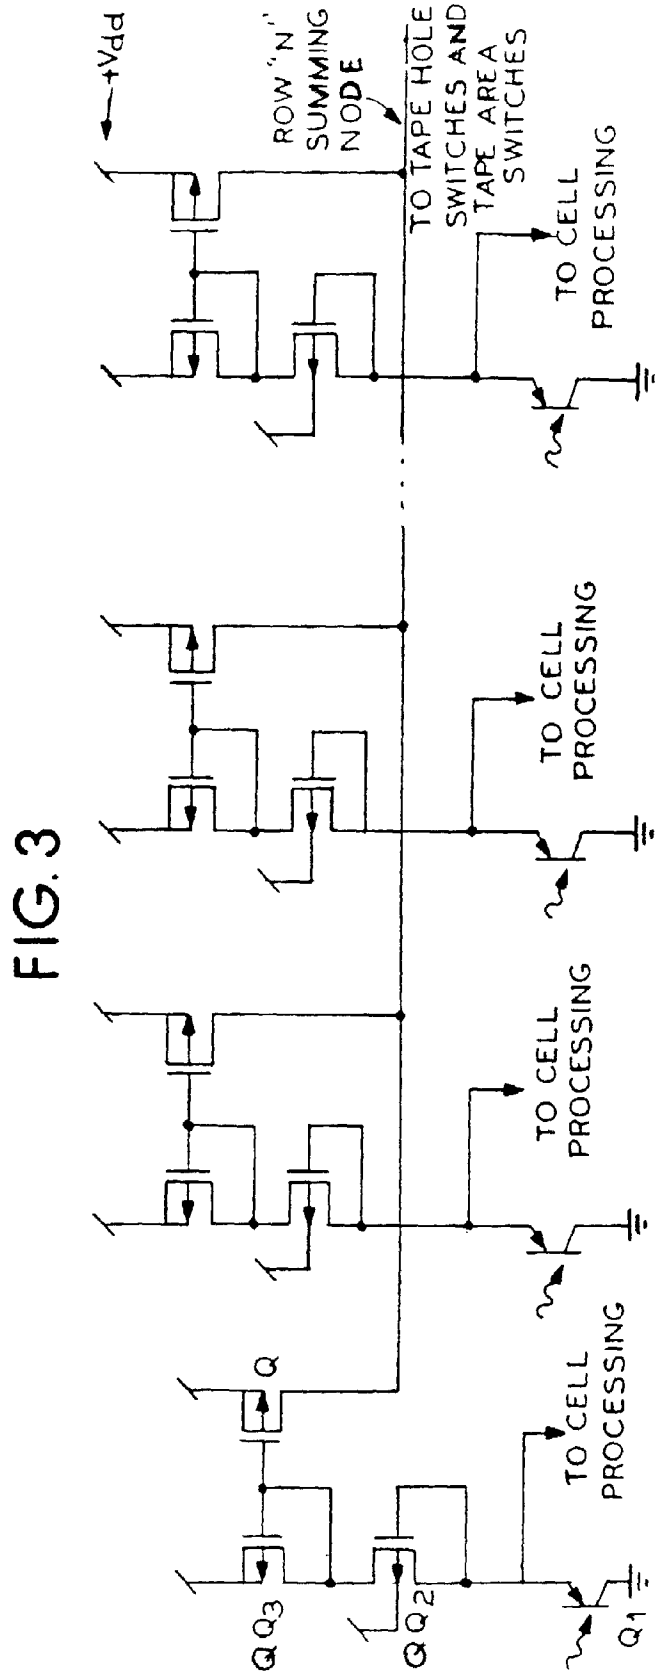 FIG. 3
+Vdd
ROW "N"
SUMMING
NODE
TO TAPE HOLE
SWITCHES AND
TAPE AREA
SWITCHES
TO CELL
PROCESSING
TO CELL
PROCESSING
TO CELL
PROCESSING
TO CELL
PROCESSING
Q
QQ3
QQ2
Q1